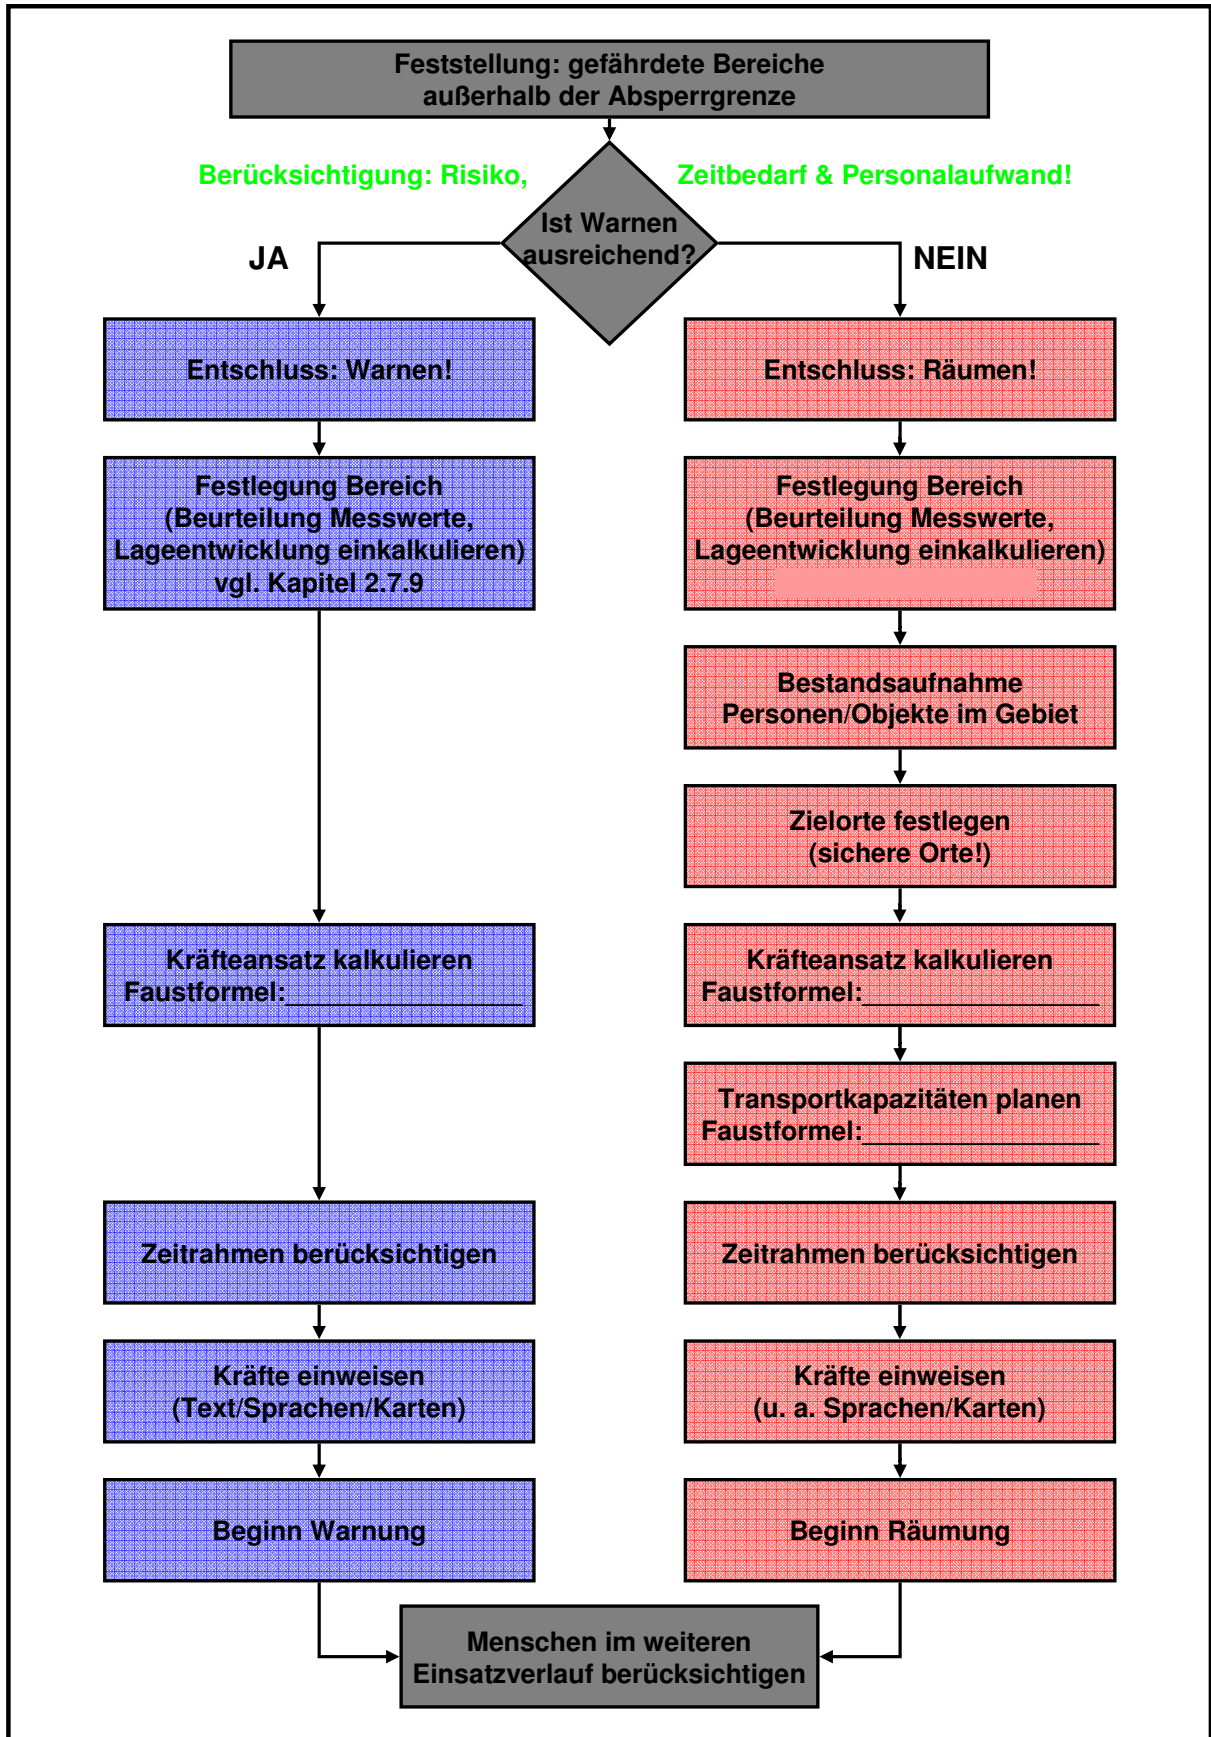 Feststellung: gefährdete Bereiche
außerhalb der Absperrgrenze
Berücksichtigung: Risiko,
Zeitbedarf & Personalaufwand!
Ist Warnen
ausreichend?
JA
NEIN
Entschluss: Warnen!
Festlegung Bereich
(Beurteilung Messwerte,
Lageentwicklung einkalkulieren)
vgl. Kapitel 2.7.9
Kräfteansatz kalkulieren
Faustformel:________________
Zeitrahmen berücksichtigen
Kräfte einweisen
(Text/Sprachen/Karten)
Beginn Warnung
Entschluss: Räumen!
Festlegung Bereich
(Beurteilung Messwerte,
Lageentwicklung einkalkulieren)
Bestandsaufnahme
Personen/Objekte im Gebiet
Zielorte festlegen
(sichere Orte!)
Kräfteansatz kalkulieren
Faustformel:________________
Transportkapazitäten planen
Faustformel:________________
Zeitrahmen berücksichtigen
Kräfte einweisen
(u. a. Sprachen/Karten)
Beginn Räumung
Menschen im weiteren
Einsatzverlauf berücksichtigen